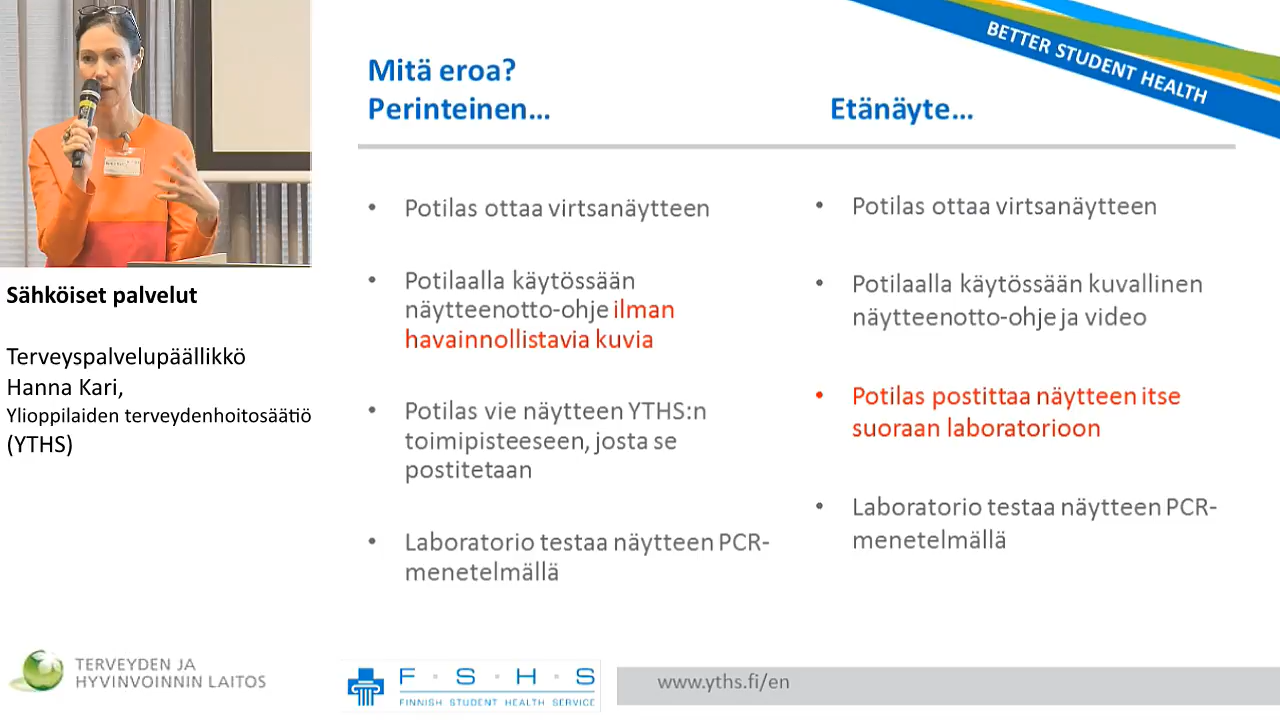 BETTER STUDENT HEALTH
Mitä eroa?
Perinteinen...
Etänäyte...
• Potilas ottaa virtsanäytteen
• Potilaalla käytössään
näytteenotto-ohje ilman
havainnollistavia kuvia
• Potilas vie näytteen YTHS:n
toimipisteeseen, josta se
postitetaan
• Laboratorio testaa näytteen PCR-
menetelmällä
• Potilas ottaa virtsanäytteen
• Potilaalla käytössään kuvallinen
näytteenotto-ohje ja video
• Potilas postittaa näytteen itse
suoraan laboratorioon
• Laboratorio testaa näytteen PCR-
menetelmällä
Sähköiset palvelut
Terveyspalvelupäällikkö
Hanna Kari,
Ylioppilaiden terveydenhoitosäätiö
(YTHS)
TERVEYDEN JA
HYVINVOINNIN LAITOS
F · S · H · S
FINNISH STUDENT HEALTH SERVICE
www.yths.fi/en